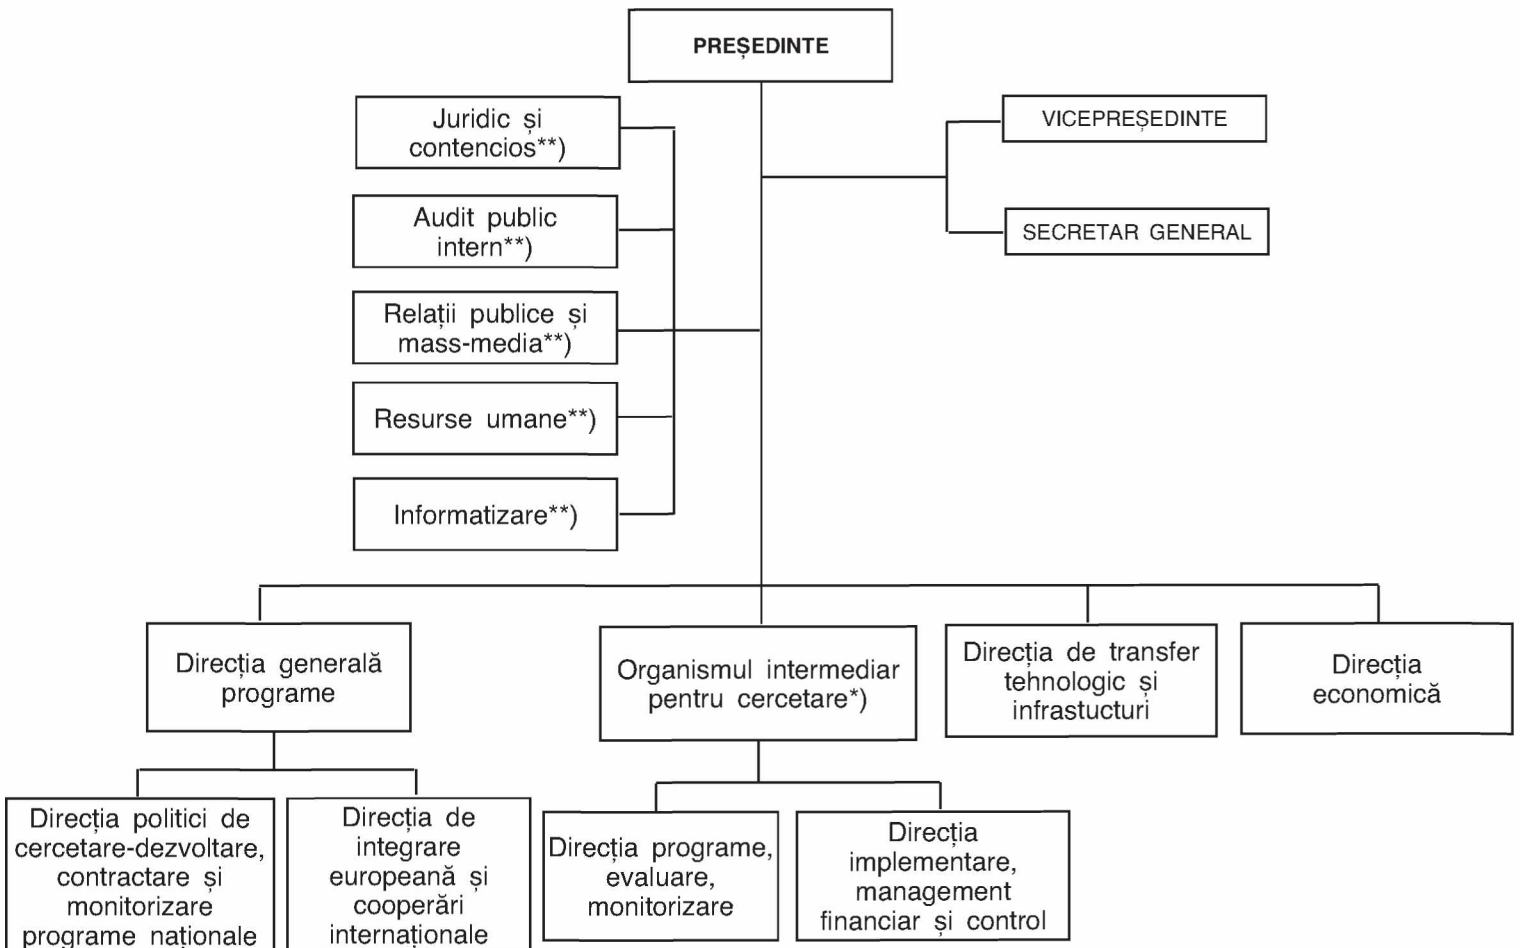 PREȘEDINTE
Juridic și
contencios**)
VICEPREȘEDINTE
Audit public
intern**)
SECRETAR GENERAL
Relații publice și
mass-media**)
Resurse umane**)
Informatizare**)
Direcția generală
programe
Organismul intermediar
pentru cercetare*)
Direcția de transfer
tehnologic și
infrastucturi
Direcția
economică
Direcția politici de
cercetare-dezvoltare,
contractare și
monitorizare
programe naționale
Direcția de
integrare
europeană și
cooperări
internaționale
Direcția programe,
evaluare,
monitorizare
Direcția
implementare,
management
financiar și control